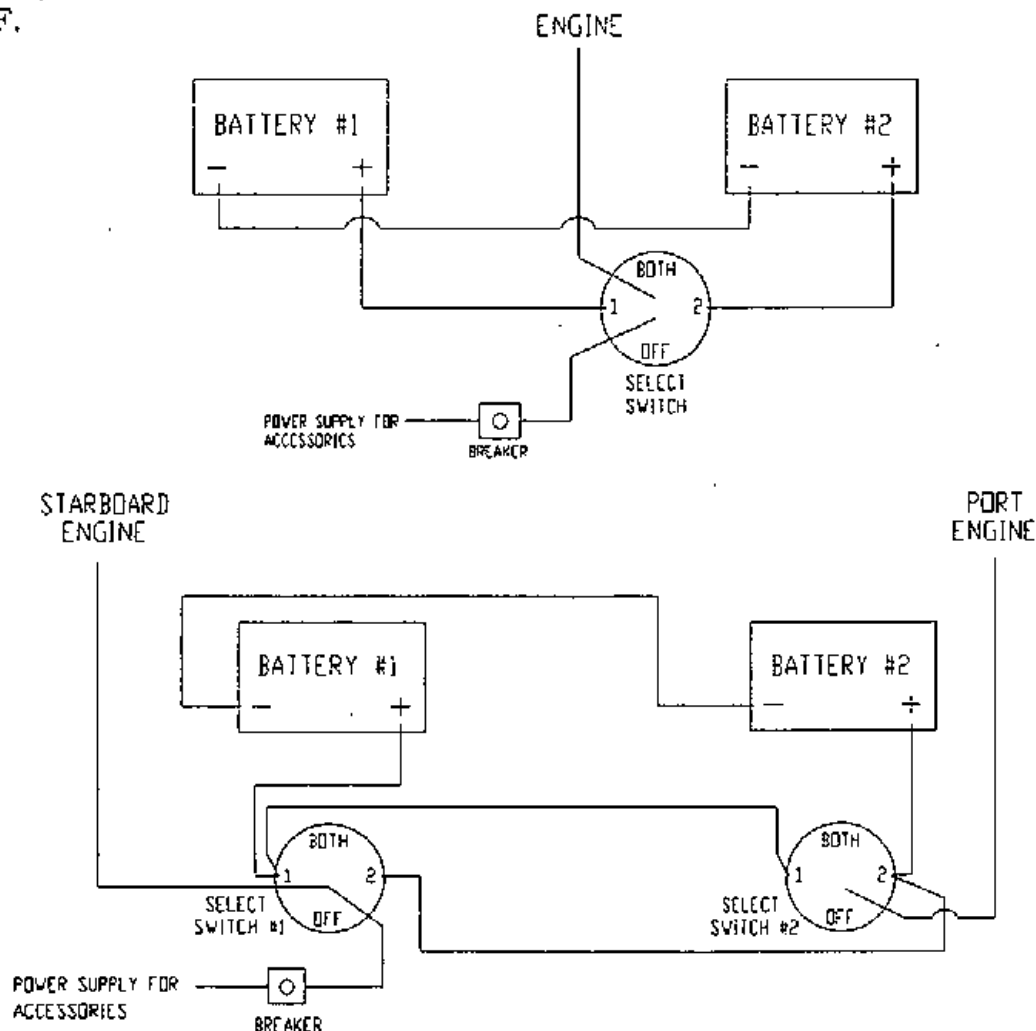 F.
ENGINE
BATTERY #1
- +
BATTERY #2
- +
BOTH
1 2
OFF
SELECT
SWITCH
POWER SUPPLY FOR
ACCESSORIES
BREAKER
STARBOARD
ENGINE
PORT
ENGINE
BATTERY #1
- +
BATTERY #2
- +
BOTH
1 2
OFF
SELECT
SWITCH #1
BOTH
1 2
OFF
SELECT
SWITCH #2
POWER SUPPLY FOR
ACCESSORIES
BREAKER